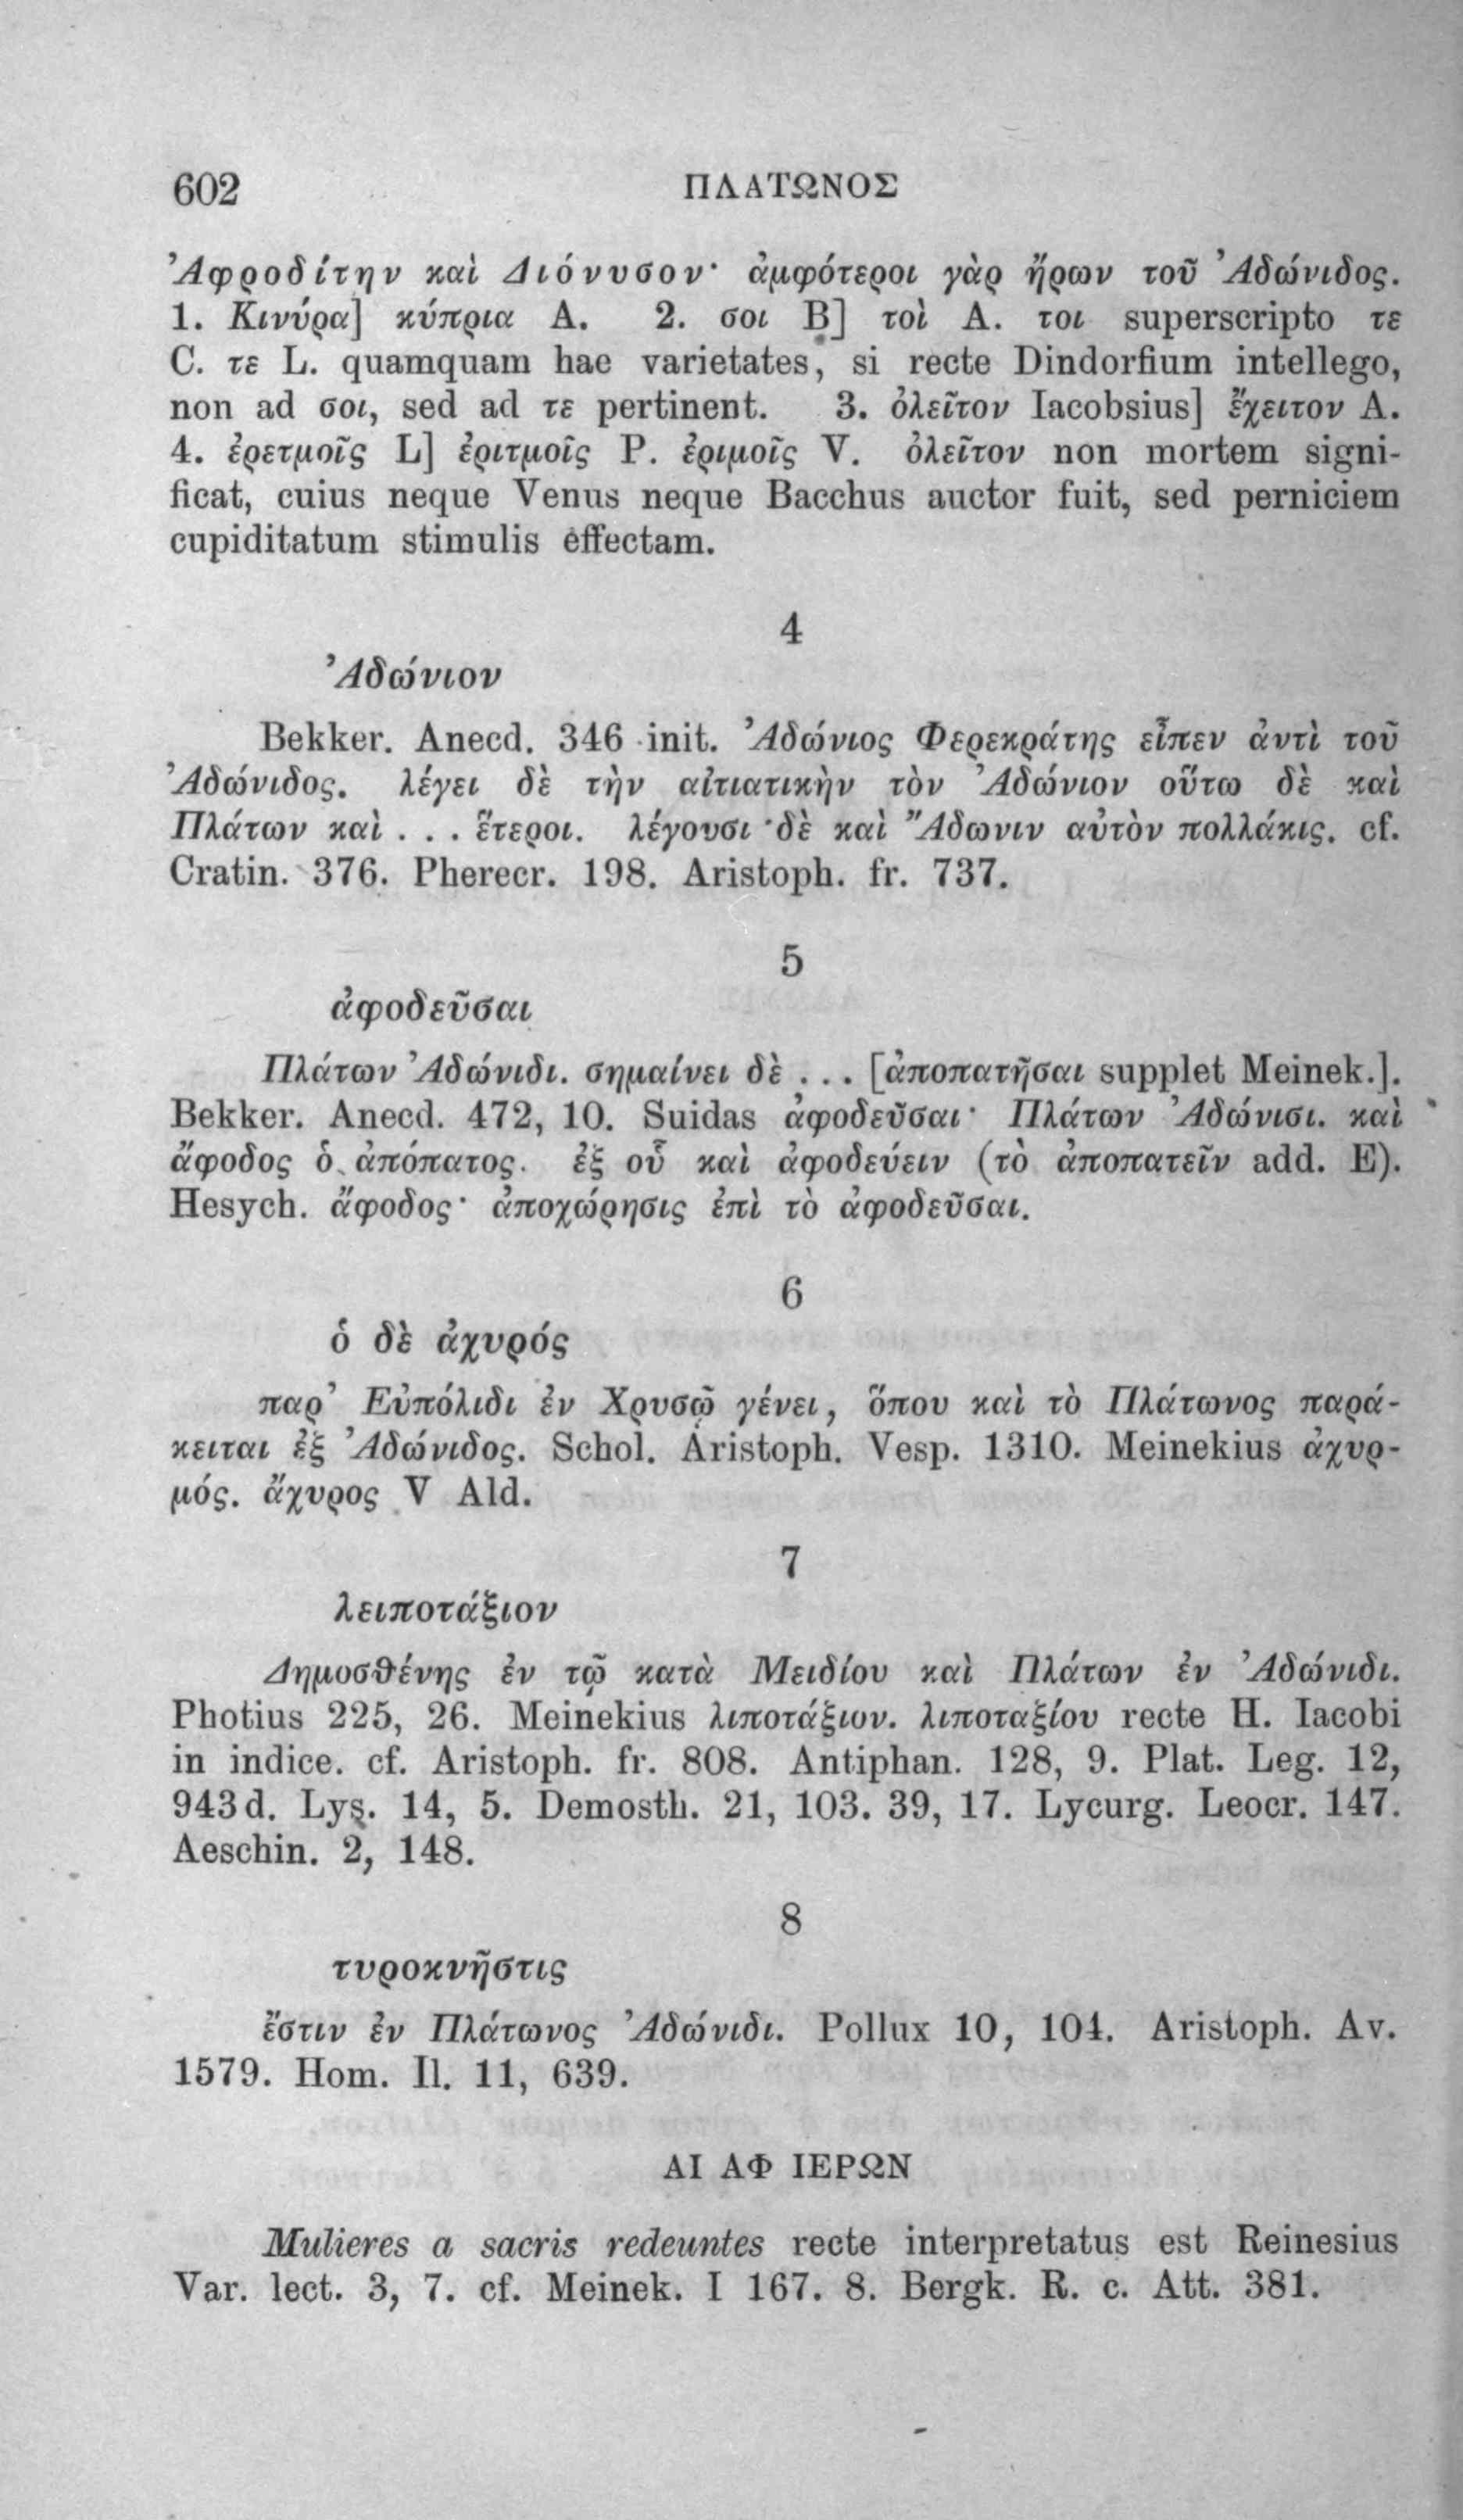 602
ΠΛΑΤΩΝΟΣ
Ἀφροδίτην καὶ Διόνυσον· ἀμφότεροι γὰρ ἤρων τοῦ Ἀδώνιδος.
1. Κινύρᾳ] κύπρια A. 2. σοι B] τοὶ A. τοι superscripto τε
C. τε L. quamquam hae varietates, si recte Dindorfium intellego,
non ad σοι, sed ad τε pertinent. 3. ὀλεῖτον Iacobsius] ἔχειτον A.
4. ἐρετμοῖς L] ἐριτμοῖς P. ἐριμοῖς V. ὀλεῖτον non mortem signi-
ficat, cuius neque Venus neque Bacchus auctor fuit, sed perniciem
cupiditatum stimulis effectam.
4
Ἀδώνιον
Bekker. Anecd. 346 init. Ἀδώνιος Φερεκράτης εἶπεν ἀντὶ τοῦ
Ἀδώνιδος. λέγει δὲ τὴν αἰτιατικὴν τὸν Ἀδώνιον οὕτω δὲ καὶ
Πλάτων καὶ . . . ἕτεροι. λέγουσι δὲ καὶ Ἄδωνιν αὐτὸν πολλάκις. cf.
Cratin. 376. Pherecr. 198. Aristoph. fr. 737.
5
ἀφοδεῦσαι
Πλάτων Ἀδώνιδι. σημαίνει δὲ . . . [ἀποπατῆσαι supplet Meinek.].
Bekker. Anecd. 472, 10. Suidas ἀφοδεῦσαι· Πλάτων Ἀδώνισι. καὶ
ἄφοδος ὁ ἀπόπατος. ἐξ οὗ καὶ ἀφοδεύειν (τὸ ἀποπατεῖν add. E).
Hesych. ἄφοδος· ἀποχώρησις ἐπὶ τὸ ἀφοδεῦσαι.
6
ὁ δὲ ἀχυρός
παρ’ Εὐπόλιδι ἐν Χρυσῷ γένει, ὅπου καὶ τὸ Πλάτωνος παρά-
κειται ἐξ Ἀδώνιδος. Schol. Aristoph. Vesp. 1310. Meinekius ἀχυρ-
μός. ἄχυρος V Ald.
7
λειποτάξιον
Δημοσθένης ἐν τῷ κατὰ Μειδίου καὶ Πλάτων ἐν Ἀδώνιδι.
Photius 225, 26. Meinekius λιποτάξιον. λιποταξίου recte H. Iacobi
in indice. cf. Aristoph. fr. 808. Antiphan. 128, 9. Plat. Leg. 12,
943 d. Lys. 14, 5. Demosth. 21, 103. 39, 17. Lycurg. Leocr. 147.
Aeschin. 2, 148.
8
τυροκνῆστις
ἔστιν ἐν Πλάτωνος Ἀδώνιδι. Pollux 10, 104. Aristoph. Av.
1579. Hom. Il. 11, 639.
ΑΙ ΑΦ ΙΕΡΩΝ
Mulieres a sacris redeuntes recte interpretatus est Reinesius
Var. lect. 3, 7. cf. Meinek. I 167. 8. Bergk. R. c. Att. 381.